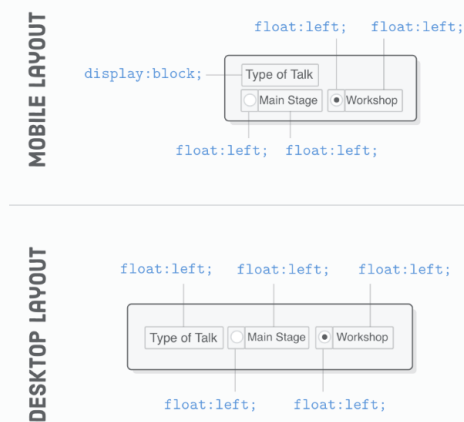 MOBILE LAYOUT
float:left; float:left;
display:block;
Type of Talk
Main Stage Workshop
float:left; float:left;
DESKTOP LAYOUT
float:left; float:left; float:left;
Type of Talk Main Stage Workshop
float:left; float:left;